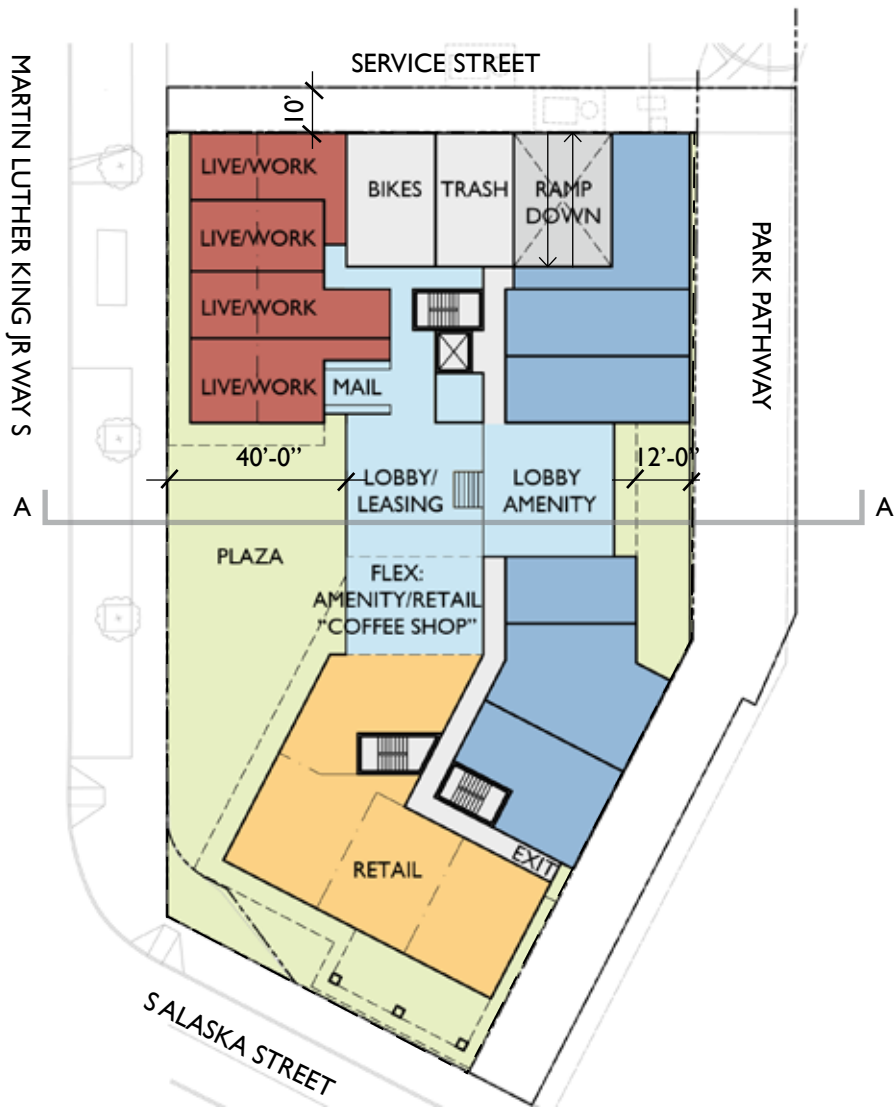 SERVICE STREET
10'
MARTIN LUTHER KING JR WAY S
LIVE/WORK
BIKES
TRASH
RAMP
DOWN
LIVE/WORK
PARK PATHWAY
LIVE/WORK
LIVE/WORK
MAIL
40'-0"
12'-0"
LOBBY/
LEASING
LOBBY
AMENITY
A
A
PLAZA
FLEX:
AMENITY/RETAIL
"COFFEE SHOP"
RETAIL
EXIT
S ALASKA STREET